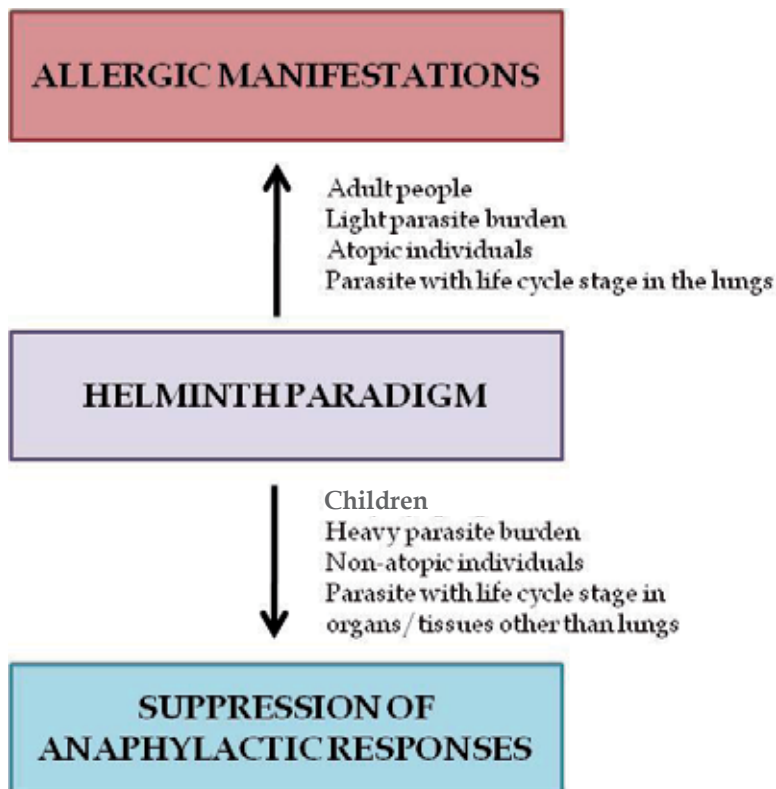 ALLERGIC MANIFESTATIONS
Adult people
Light parasite burden
Atopic individuals
Parasite with life cycle stage in the lungs
HELMINTH PARADIGM
Children
Heavy parasite burden
Non-atopic individuals
Parasite with life cycle stage in
organs/tissues other than lungs
SUPPRESSION OF
ANAPHYLACTIC RESPONSES